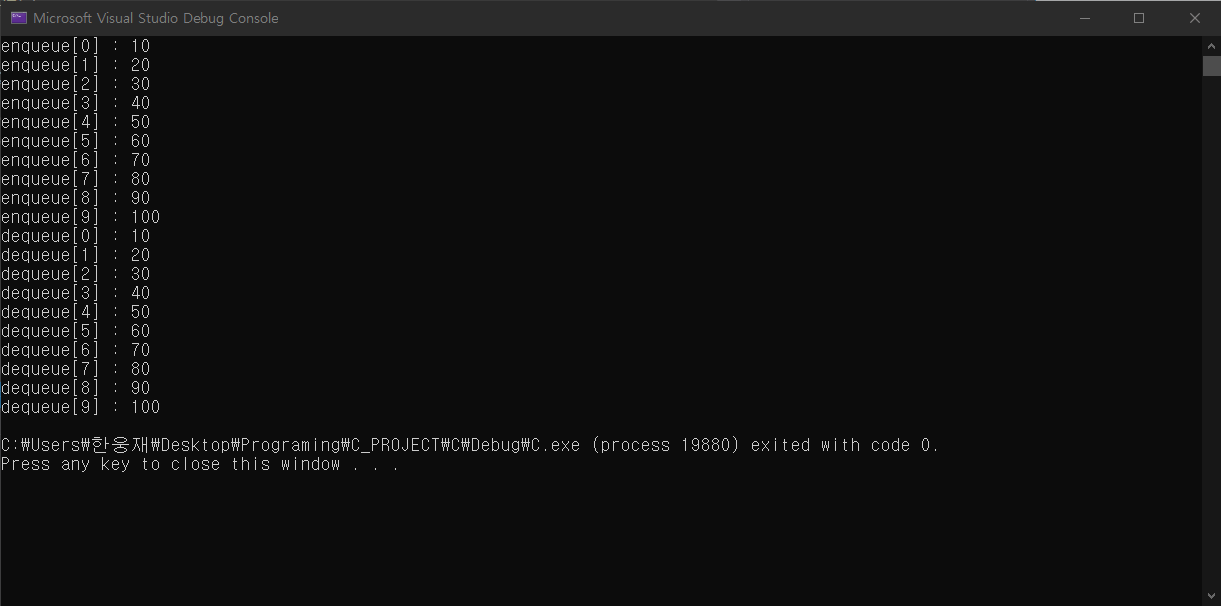 Microsoft Visual Studio Debug Console
enqueue[0] : 10
enqueue[1] : 20
enqueue[2] : 30
enqueue[3] : 40
enqueue[4] : 50
enqueue[5] : 60
enqueue[6] : 70
enqueue[7] : 80
enqueue[8] : 90
enqueue[9] : 100
dequeue[0] : 10
dequeue[1] : 20
dequeue[2] : 30
dequeue[3] : 40
dequeue[4] : 50
dequeue[5] : 60
dequeue[6] : 70
dequeue[7] : 80
dequeue[8] : 90
dequeue[9] : 100
C:₩Users₩한웅재₩Desktop₩Programing₩C_PROJECT₩C₩Debug₩C.exe (process 19880) exited with code 0.
Press any key to close this window . . .